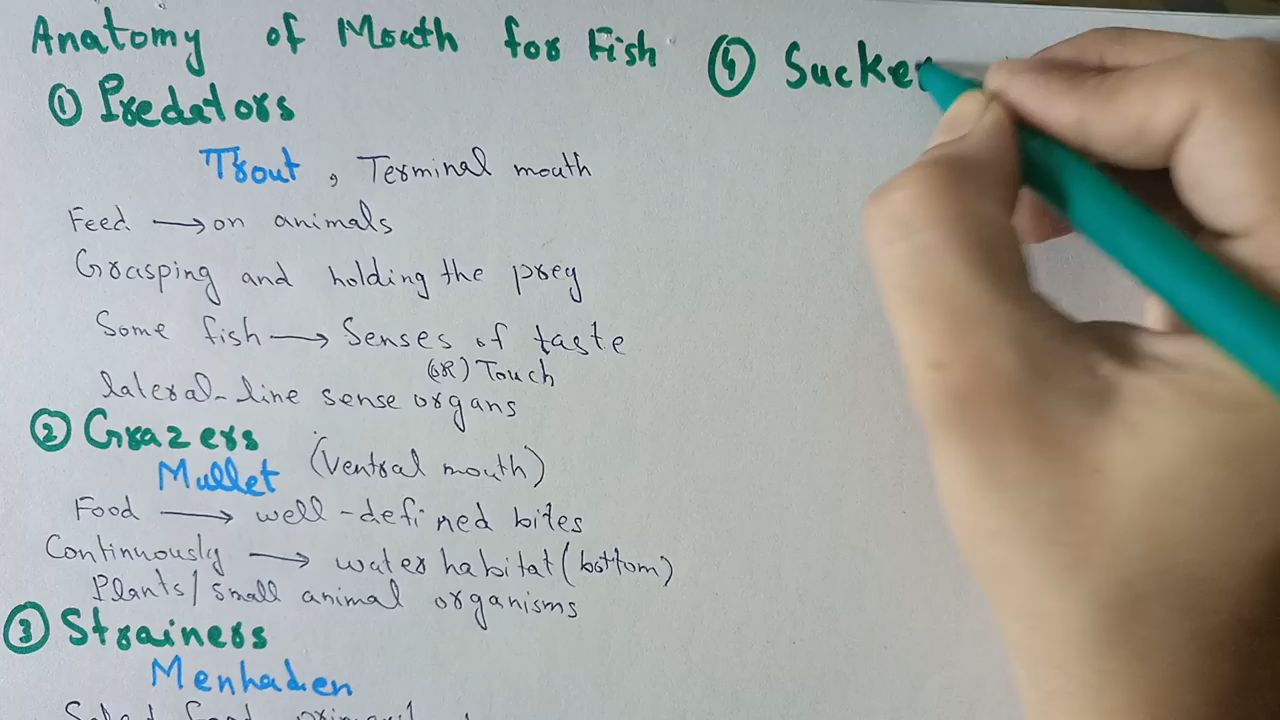 Anatomy of Mouth for Fish
① Predators
Trout, Terminal mouth
Feed → on animals
Grasping and holding the prey
Some fish → Senses of taste
(OR) Touch
lateral-line sense organs
② Grazers
Mullet (Ventral mouth)
Food → well-defined bites
Continuously → water habitat (bottom)
Plants/small animal organisms
③ Strainers
Menhaden
food
④ Sucke